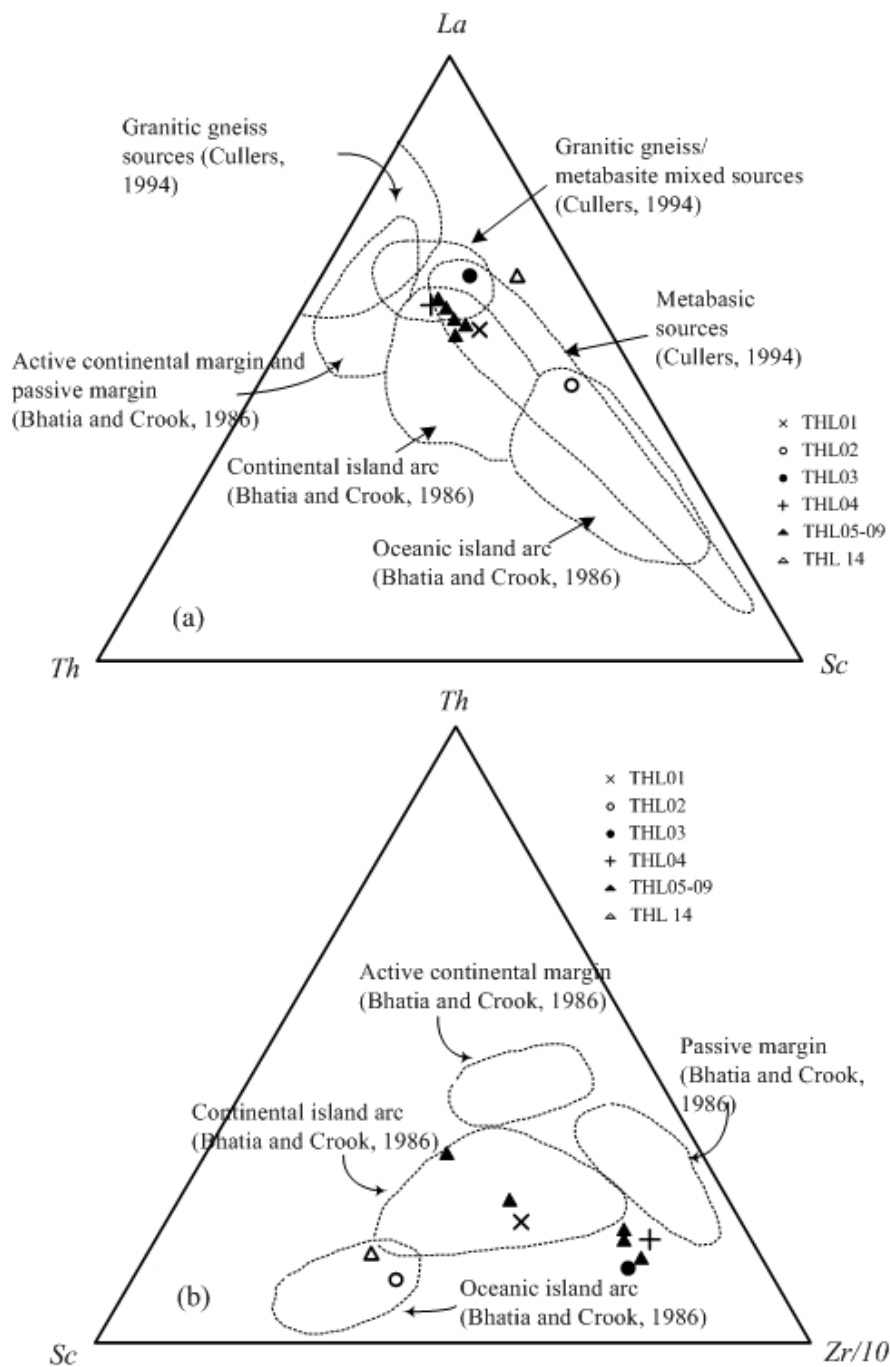 La
Granitic gneiss
sources (Cullers,
1994)
Granitic gneiss/
metabasite mixed sources
(Cullers, 1994)
Metabasic
sources
(Cullers, 1994)
Active continental margin and
passive margin
(Bhatia and Crook, 1986)
Continental island arc
(Bhatia and Crook, 1986)
Oceanic island arc
(Bhatia and Crook, 1986)
THL01
THL02
THL03
THL04
THL05-09
THL 14
(a)
Th
Sc
Th
THL01
THL02
THL03
THL04
THL05-09
THL 14
Active continental margin
(Bhatia and Crook, 1986)
Passive margin
(Bhatia and Crook,
1986)
Continental island arc
(Bhatia and Crook, 1986)
Oceanic island arc
(Bhatia and Crook, 1986)
(b)
Sc
Zr/10